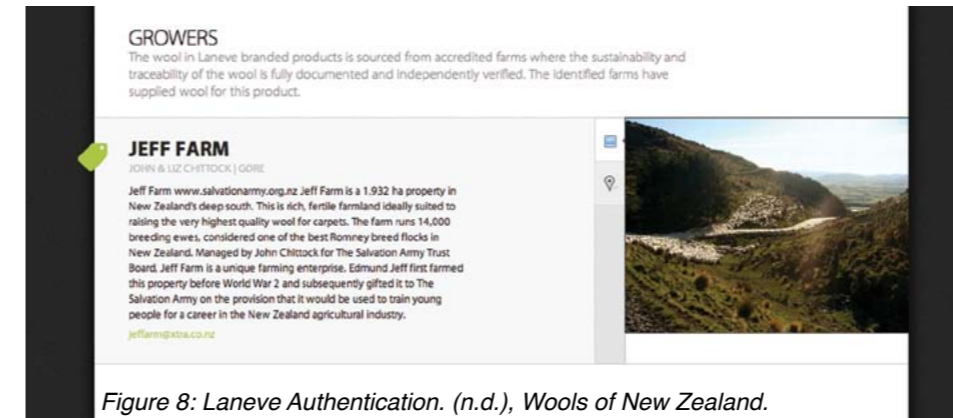 GROWERS
The wool in Laneve branded products is sourced from accredited farms where the sustainability and
traceability of the wool is fully documented and independently verified. The identified farms have
supplied wool for this product.
JEFF FARM
JOHN & LIZ CHITTOCK | GORE
Jeff Farm www.salvationarmy.org.nz Jeff Farm is a 1.932 ha property in
New Zealand's deep south. This is rich, fertile farmland ideally suited to
raising the very highest quality wool for carpets. The farm runs 14,000
breeding ewes, considered one of the best Romney breed flocks in
New Zealand. Managed by John Chittock for The Salvation Army Trust
Board. Jeff Farm is a unique farming enterprise. Edmund Jeff first farmed
this property before World War 2 and subsequently gifted it to The
Salvation Army on the provision that it would be used to train young
people for a career in the New Zealand agricultural industry.
jeffarm@xtra.co.nz
Figure 8: Laneve Authentication. (n.d.), Wools of New Zealand.